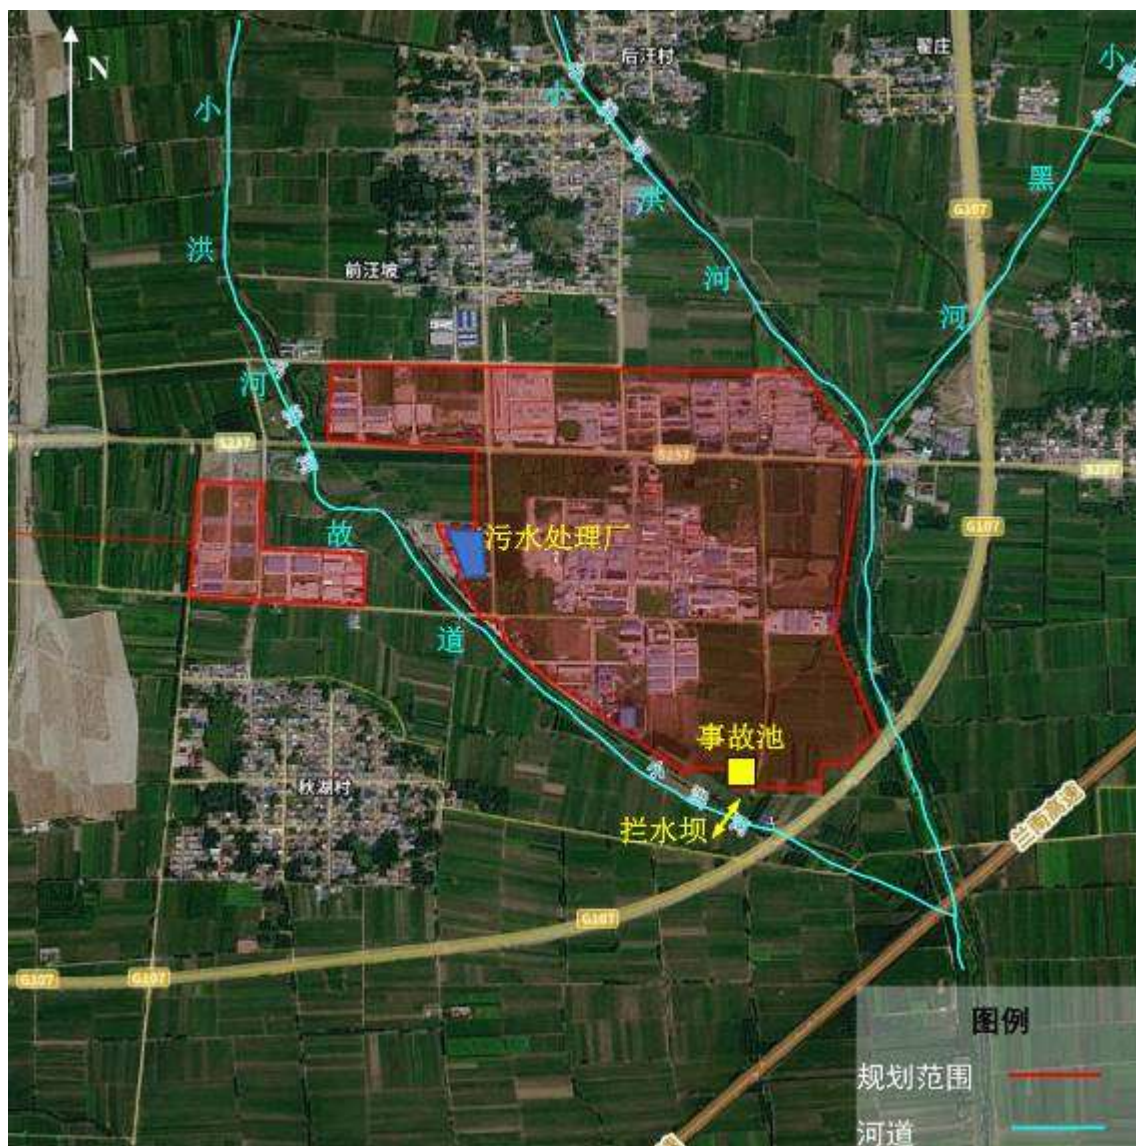 N
后汪村
翟庄
小
小
小
洪
黑
G107
洪
前汪坡
河
河
河
S237
S237
S237
G107
故
污水处理厂
道
事故池
秋湖村
拦水坝
兰南高速
G107
G107
G107
图例
规划范围
河道